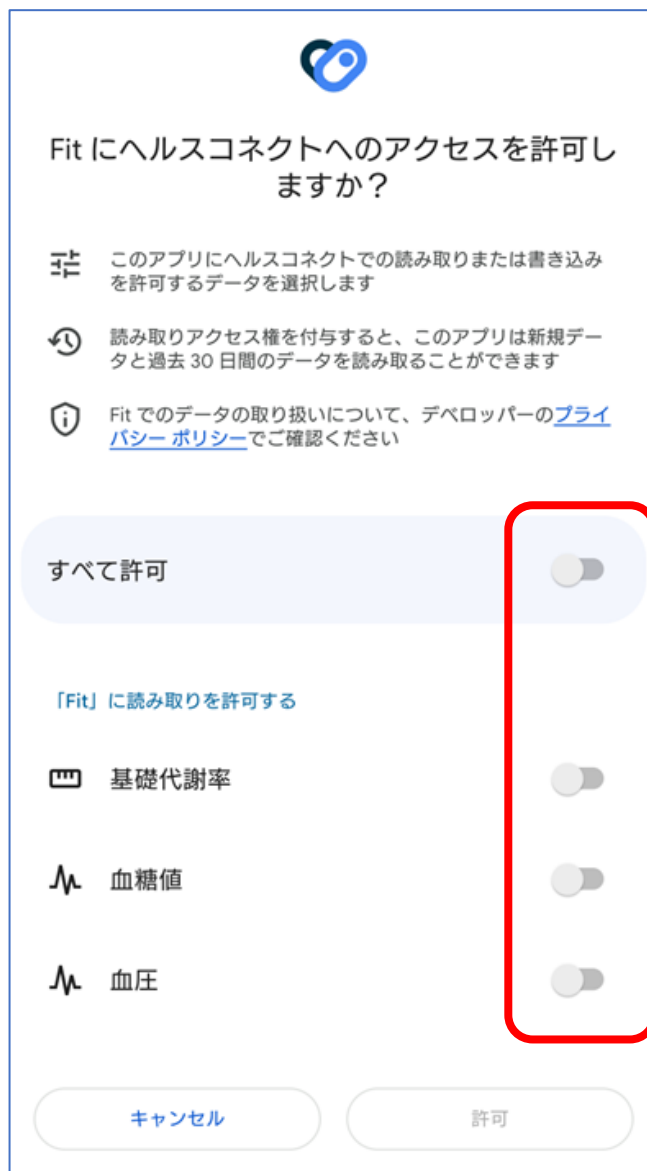 Fit にヘルスコネクトへのアクセスを許可し
ますか？
このアプリにヘルスコネクトでの読み取りまたは書き込み
を許可するデータを選択します
読み取りアクセス権を付与すると、このアプリは新規デー
タと過去 30 日間のデータを読み取ることができます
Fit でのデータの取り扱いについて、デベロッパーのプライ
バシー ポリシーでご確認ください
すべて許可
「Fit」に読み取りを許可する
基礎代謝率
血糖値
血圧
キャンセル
許可